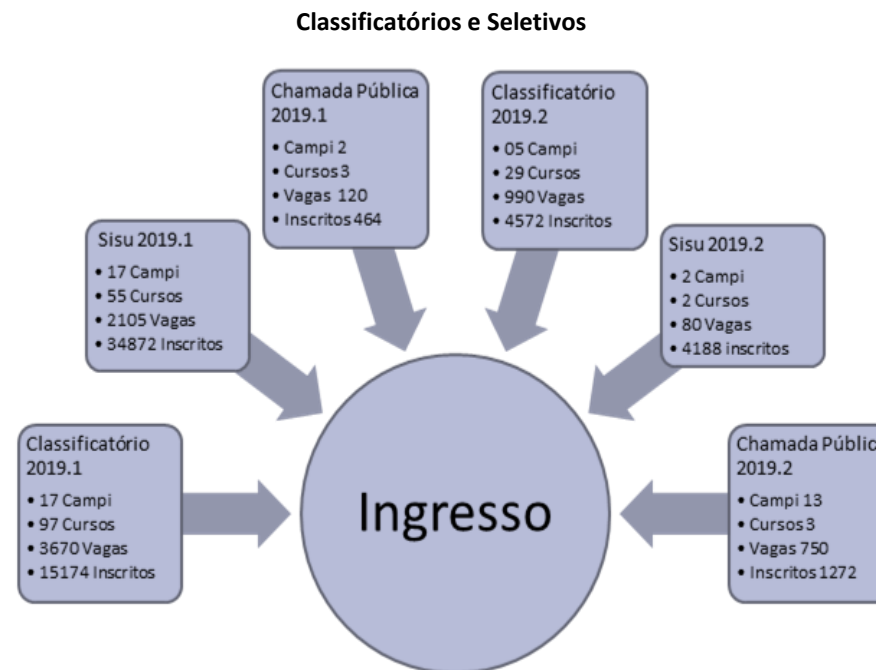 Classificatórios e Seletivos
Chamada Pública
2019.1
• Campi 2
• Cursos 3
• Vagas 120
• Inscritos 464
Classificatório
2019.2
• 05 Campi
• 29 Cursos
• 990 Vagas
• 4572 Inscritos
Sisu 2019.1
• 17 Campi
• 55 Cursos
• 2105 Vagas
• 34872 Inscritos
Sisu 2019.2
• 2 Campi
• 2 Cursos
• 80 Vagas
• 4188 inscritos
Classificatório
2019.1
• 17 Campi
• 97 Cursos
• 3670 Vagas
• 15174 Inscritos
Ingresso
Chamada Públic
2019.2
• Campi 13
• Cursos 3
• Vagas 750
• Inscritos 1272